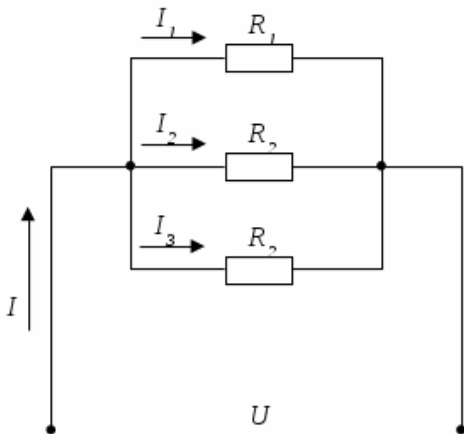 I₁ R₁
I₂ R₂
I₃ R₂
I
U